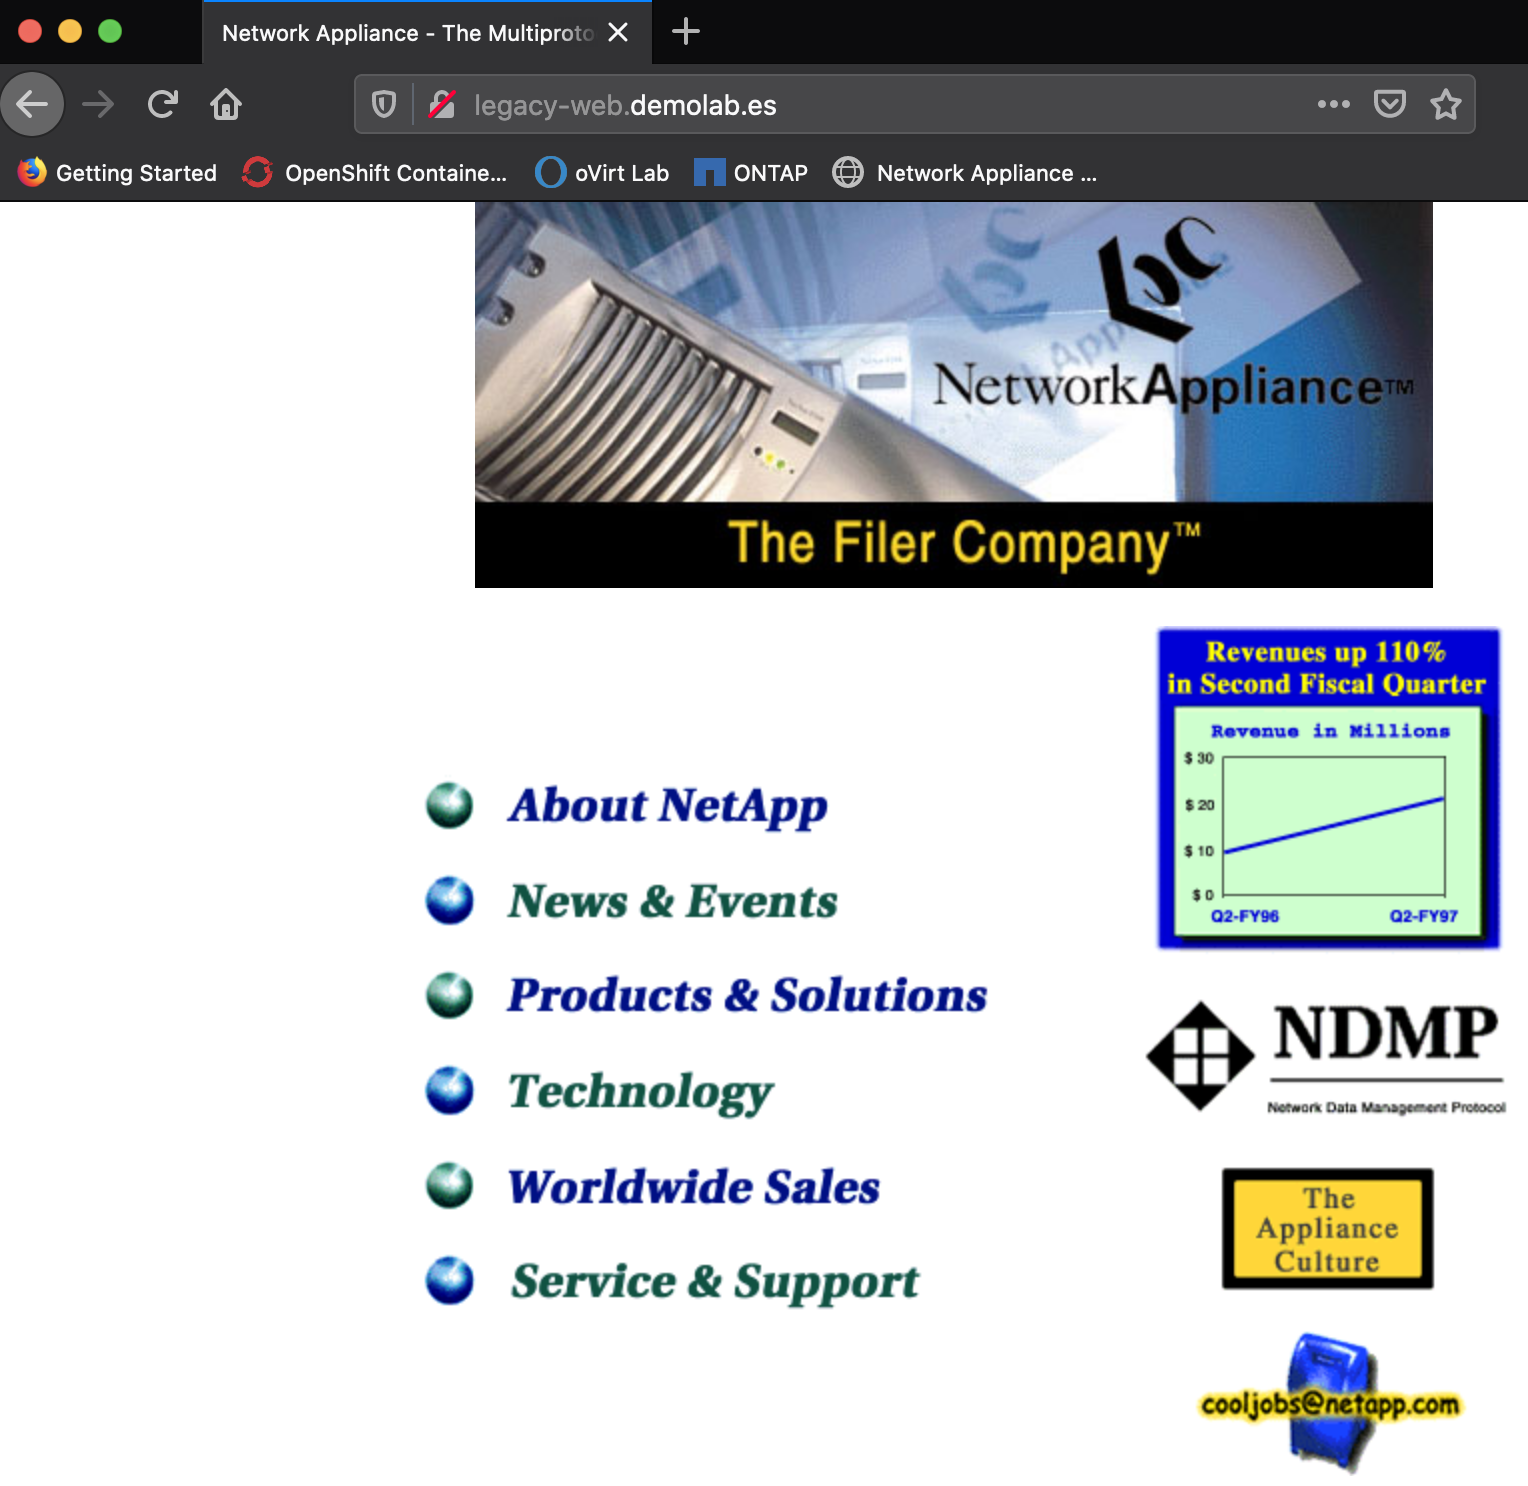 Network Appliance - The Multiproto
legacy-web.demolab.es
Getting Started
OpenShift Containe...
oVirt Lab
ONTAP
Network Appliance ...
NetworkAppliance™
The Filer Company™
Revenues up 110%
in Second Fiscal Quarter
Revenue in Millions
$ 30
$ 20
$ 10
$ 0
Q2-FY96 Q2-FY97
About NetApp
News & Events
Products & Solutions
Technology
Worldwide Sales
Service & Support
NDMP
Network Data Management Protocol
The
Appliance
Culture
cooljobs@netapp.com